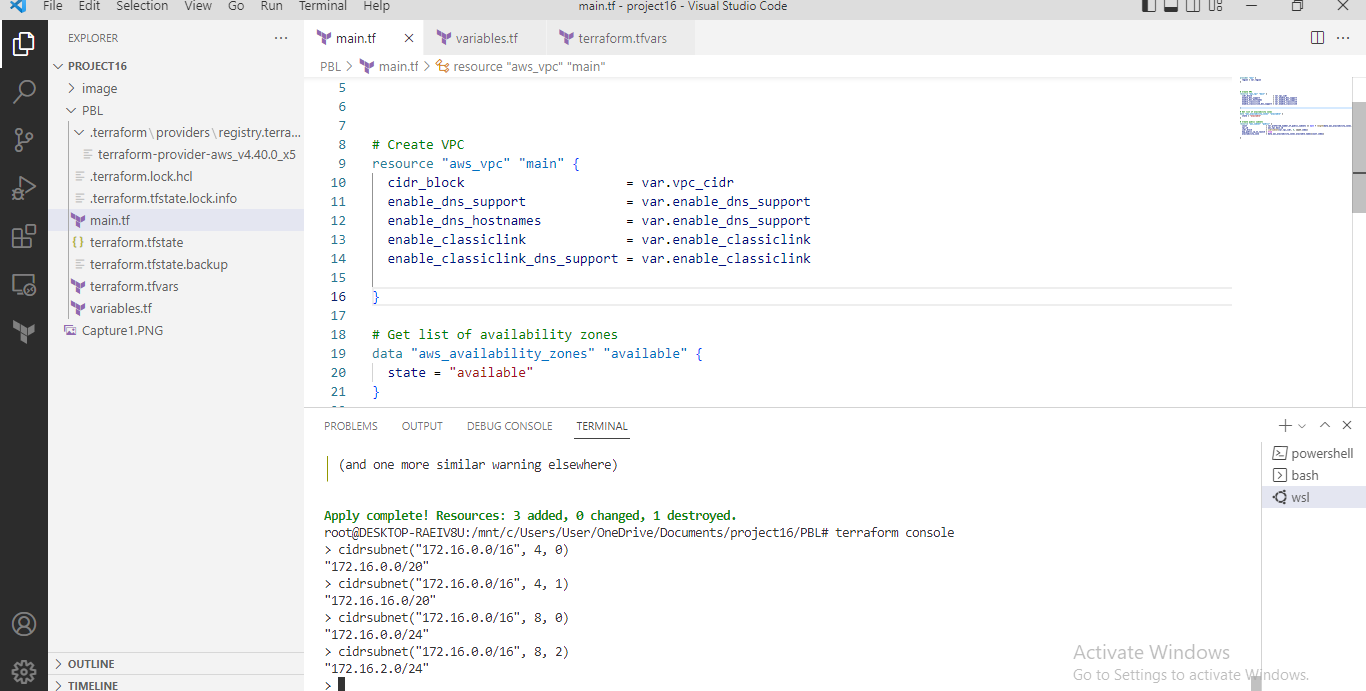 File Edit Selection View Go Run Terminal Help main.tf - project16 - Visual Studio Code
EXPLORER ...
PROJECT16
image
PBL
.terraform\providers\registry.terra...
terraform-provider-aws_v4.40.0_x5
.terraform.lock.hcl
.terraform.tfstate.lock.info
main.tf
terraform.tfstate
terraform.tfstate.backup
terraform.tfvars
variables.tf
Capture1.PNG
OUTLINE
TIMELINE
main.tf variables.tf terraform.tfvars
PBL > main.tf > resource "aws_vpc" "main"
5
6
7
8 # Create VPC
9 resource "aws_vpc" "main" {
10 cidr_block = var.vpc_cidr
11 enable_dns_support = var.enable_dns_support
12 enable_dns_hostnames = var.enable_dns_support
13 enable_classiclink = var.enable_classiclink
14 enable_classiclink_dns_support = var.enable_classiclink
15
16 }
17
18 # Get list of availability zones
19 data "aws_availability_zones" "available" {
20 state = "available"
21 }
PROBLEMS OUTPUT DEBUG CONSOLE TERMINAL
(and one more similar warning elsewhere)
Apply complete! Resources: 3 added, 0 changed, 1 destroyed.
root@DESKTOP-RAEIV8U:/mnt/c/Users/User/OneDrive/Documents/project16/PBL# terraform console
> cidrsubnet("172.16.0.0/16", 4, 0)
"172.16.0.0/20"
> cidrsubnet("172.16.0.0/16", 4, 1)
"172.16.16.0/20"
> cidrsubnet("172.16.0.0/16", 8, 0)
"172.16.0.0/24"
> cidrsubnet("172.16.0.0/16", 8, 2)
"172.16.2.0/24"
>
powershell
bash
wsl
Activate Windows
Go to Settings to activate Windows.